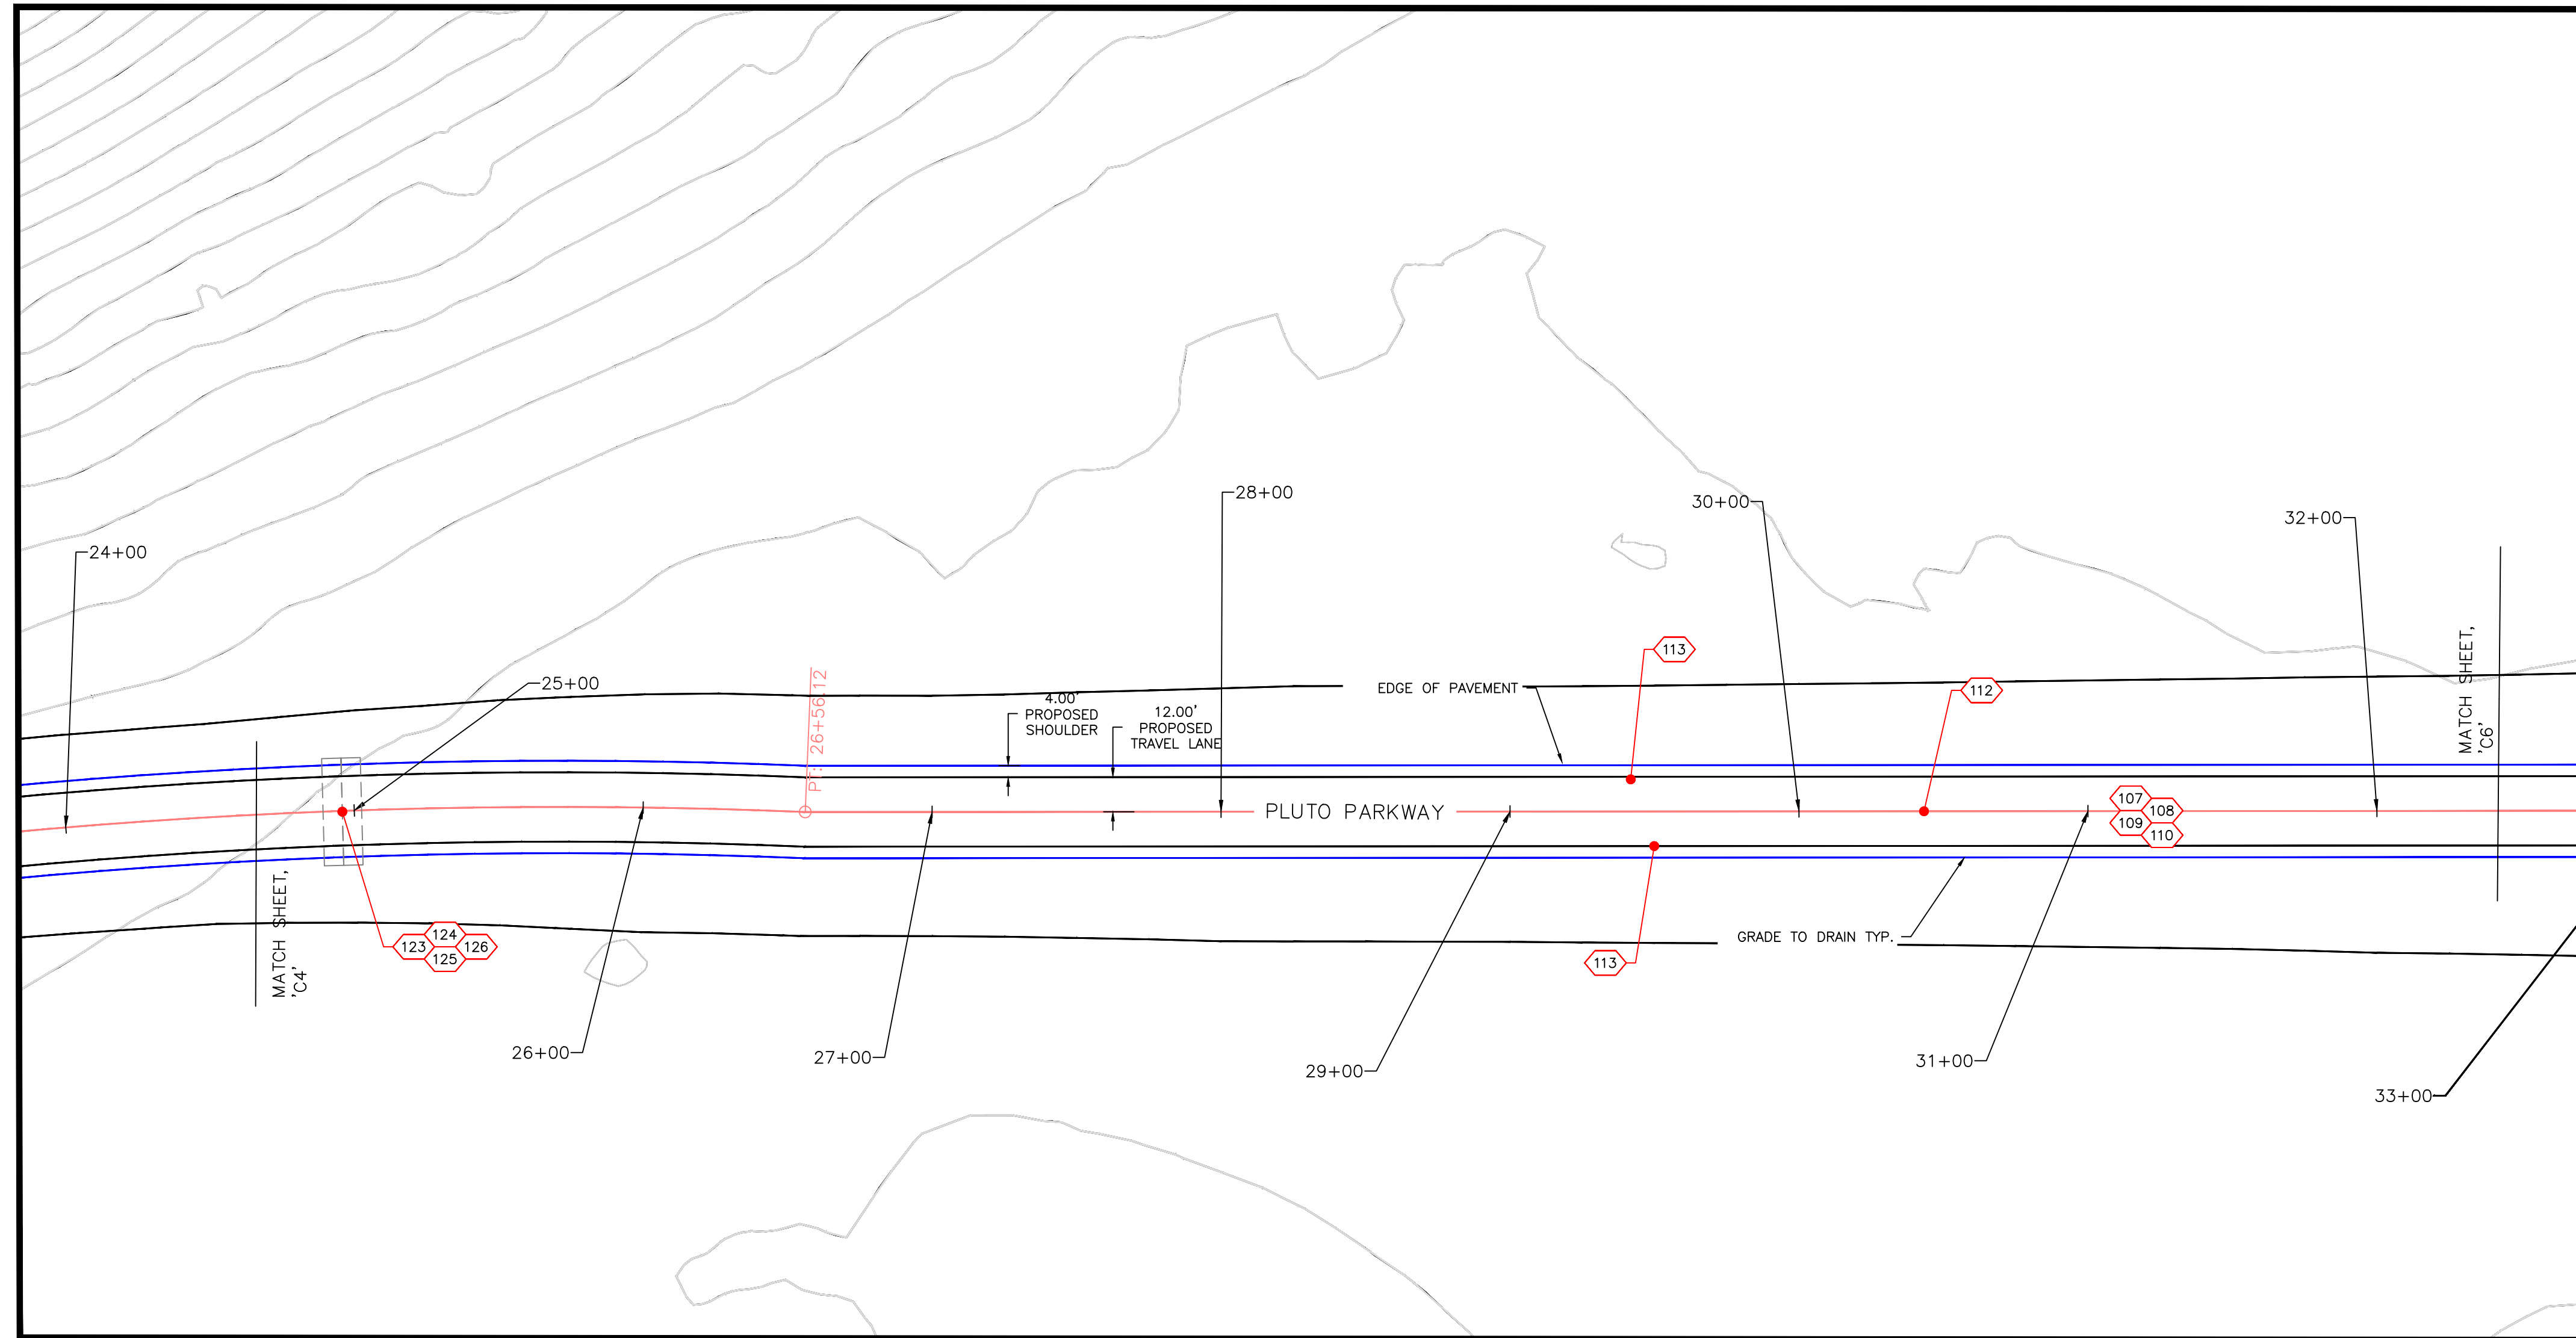 28+00
30+00
32+00
24+00
MATCH SHEET,
'C6'
113
25+00
EDGE OF PAVEMENT
112
PT: 26+56.12
4.00'
PROPOSED
SHOULDER
12.00'
PROPOSED
TRAVEL LANE
PLUTO PARKWAY
107
108
109
110
MATCH SHEET,
'C4'
123
124
125
126
GRADE TO DRAIN TYP.
113
26+00
27+00
29+00
31+00
33+00